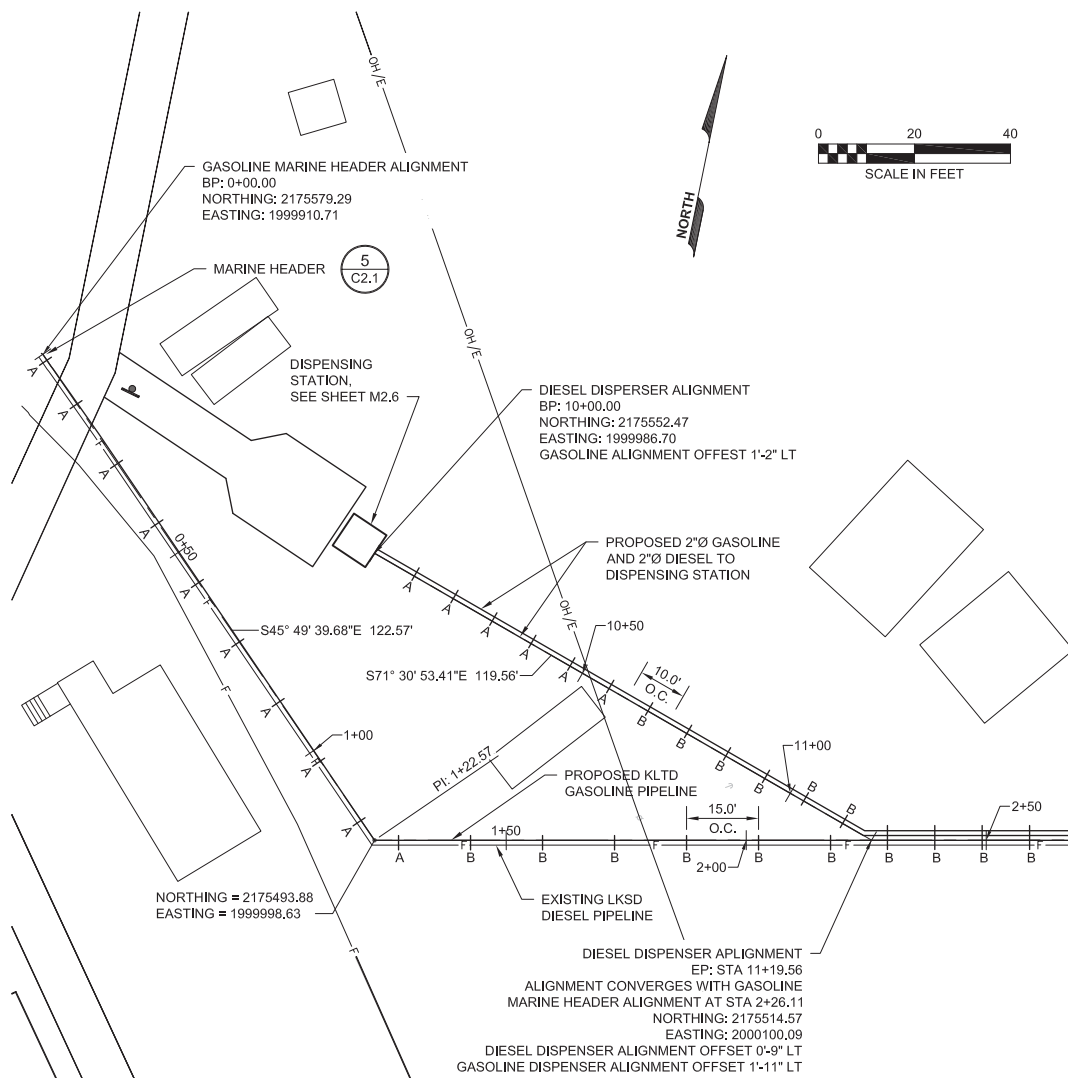 OH/E
0 20 40
SCALE IN FEET
NORTH
GASOLINE MARINE HEADER ALIGNMENT
BP: 0+00.00
NORTHING: 2175579.29
EASTING: 1999910.71
MARINE HEADER
5
C2.1
OH/E
DISPENSING
STATION,
SEE SHEET M2.6
DIESEL DISPERSER ALIGNMENT
BP: 10+00.00
NORTHING: 2175552.47
EASTING: 1999986.70
GASOLINE ALIGNMENT OFFEST 1'-2" LT
A
A
F
A
A
0+50
A
F
A
A
F
A
A
PROPOSED 2"Ø GASOLINE
AND 2"Ø DIESEL TO
DISPENSING STATION
A
A
A
A
A
A
OH/E
10+50
S45° 49' 39.68"E 122.57'
S71° 30' 53.41"E 119.56'
10.0'
O.C.
B
B
B
B
B
B
F
1+00
11+00
PI: 1+22.57
PROPOSED KLTD
GASOLINE PIPELINE
15.0'
O.C.
1+50
2+50
A
F
B
B
B
B
B
B
F
F
B
B
B
B
F
2+00
NORTHING = 2175493.88
EASTING = 1999998.63
EXISTING LKSD
DIESEL PIPELINE
F
DIESEL DISPENSER APLIGNMENT
EP: STA 11+19.56
ALIGNMENT CONVERGES WITH GASOLINE
MARINE HEADER ALIGNMENT AT STA 2+26.11
NORTHING: 2175514.57
EASTING: 2000100.09
DIESEL DISPENSER ALIGNMENT OFFSET 0'-9" LT
GASOLINE DISPENSER ALIGNMENT OFFSET 1'-11" LT